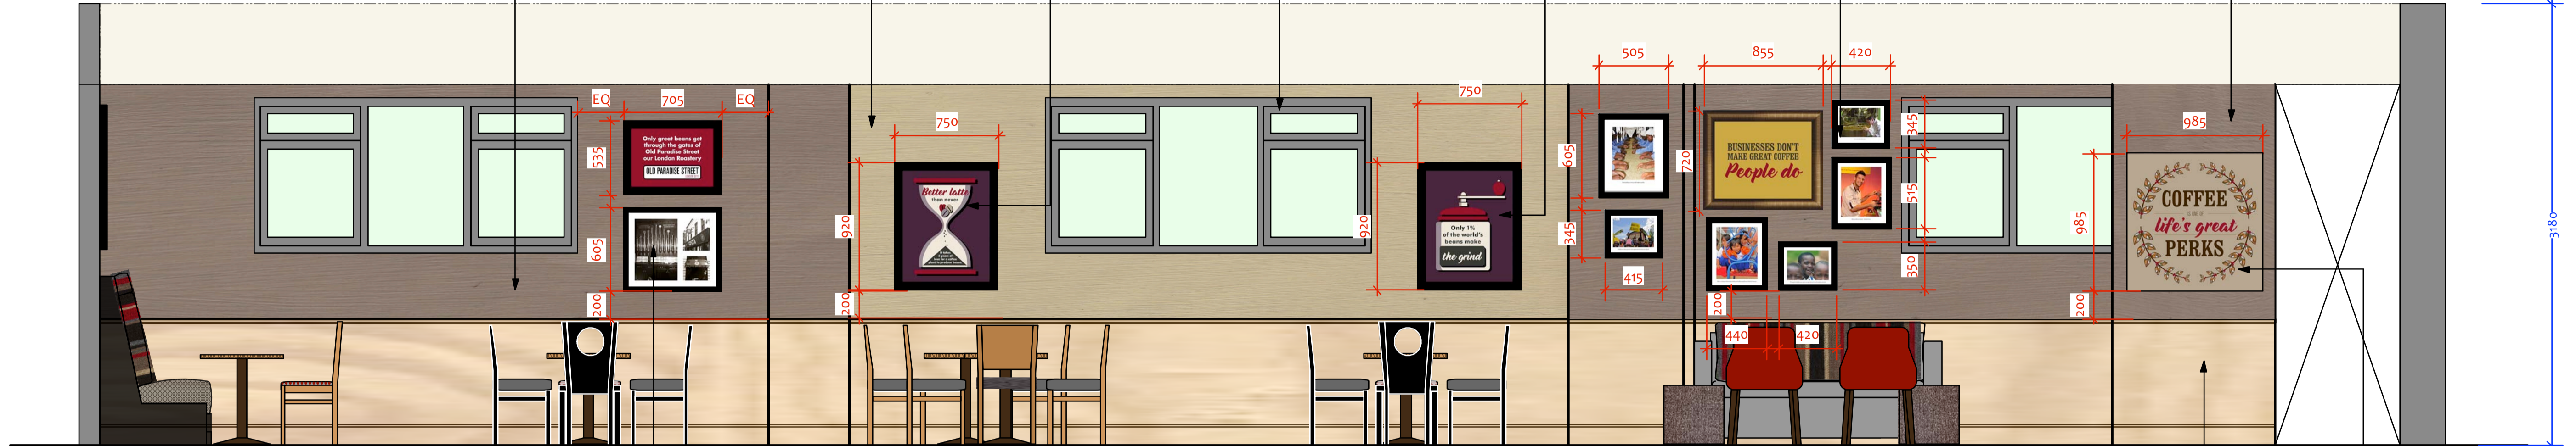 EQ
705
EQ
535
605
200
Only great beans get
through the gates of
Old Paradise Street
our London Roastery
OLD PARADISE STREET
750
920
200
Better latte
than never
750
920
Only 1%
of the world's
beans make
the grind
505
605
345
415
855
420
720
BUSINESSES DON'T
MAKE GREAT COFFEE
People do
345
515
350
200
440
420
985
985
200
COFFEE
life's great
PERKS
3180